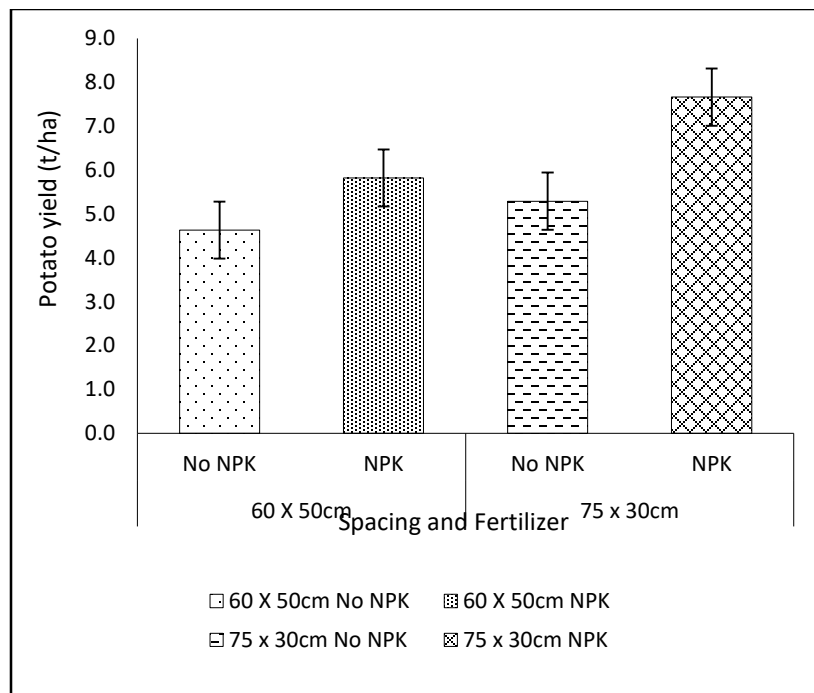 9.0
8.0
7.0
6.0
5.0
4.0
3.0
2.0
1.0
0.0
Potato yield (t/ha)
No NPK NPK No NPK NPK
60 X 50cm 75 x 30cm
Spacing and Fertilizer
60 X 50cm No NPK 60 X 50cm NPK
75 x 30cm No NPK 75 x 30cm NPK